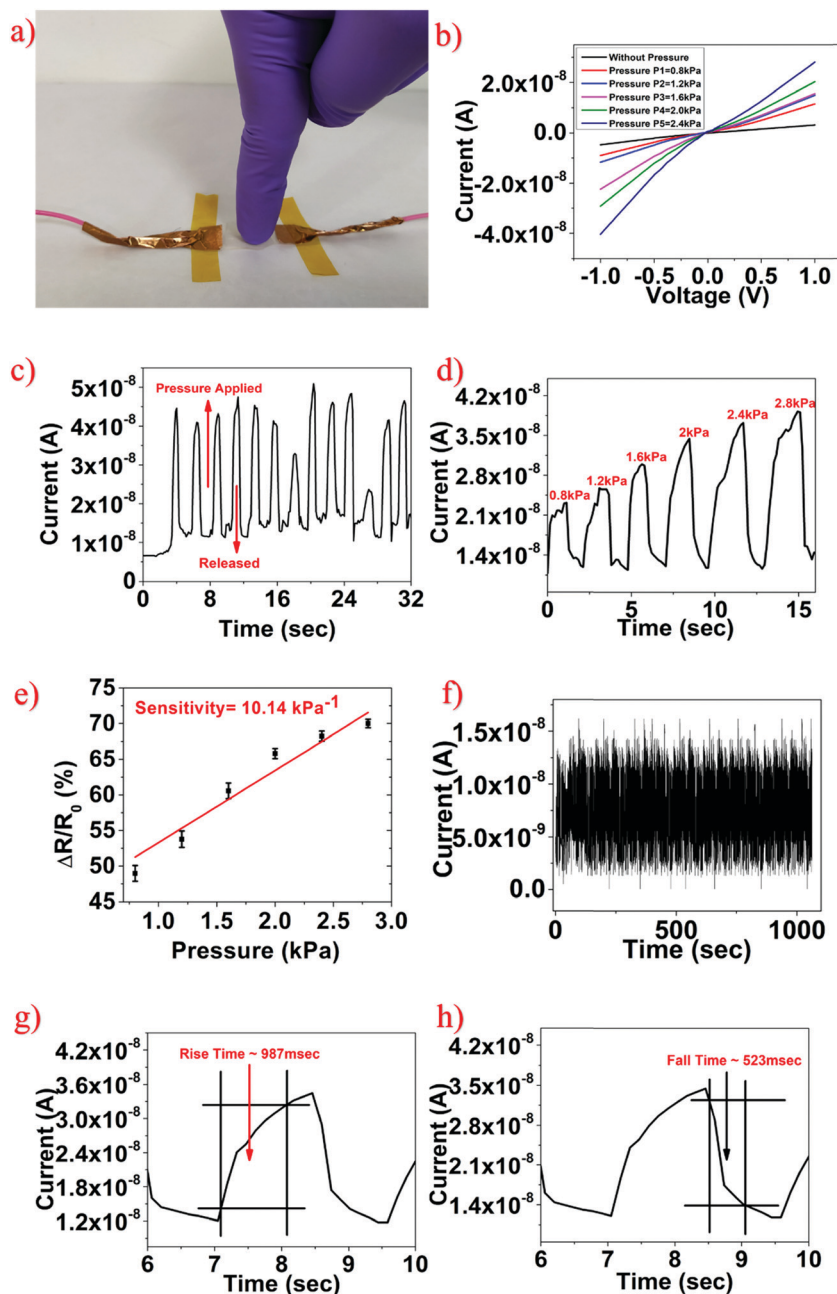 a)
b)
Without Pressure
Pressure P1=0.8kPa
Pressure P2=1.2kPa
Pressure P3=1.6kPa
Pressure P4=2.0kPa
Pressure P5=2.4kPa
2.0x10⁻⁸
0.0
-2.0x10⁻⁸
-4.0x10⁻⁸
Current (A)
-1.0 -0.5 0.0 0.5 1.0
Voltage (V)
c)
5x10⁻⁸
4x10⁻⁸
3x10⁻⁸
2x10⁻⁸
1x10⁻⁸
0
Current (A)
Pressure Applied
Released
0 8 16 24 32
Time (sec)
d)
4.2x10⁻⁸
3.5x10⁻⁸
2.8x10⁻⁸
2.1x10⁻⁸
1.4x10⁻⁸
Current (A)
0.8kPa
1.2kPa
1.6kPa
2kPa
2.4kPa
2.8kPa
0 5 10 15
Time (sec)
e)
75
70
65
60
55
50
45
ΔR/R₀ (%)
Sensitivity= 10.14 kPa⁻¹
1.0 1.5 2.0 2.5 3.0
Pressure (kPa)
f)
1.5x10⁻⁸
1.0x10⁻⁸
5.0x10⁻⁹
0.0
Current (A)
0 500 1000
Time (sec)
g)
4.2x10⁻⁸
3.6x10⁻⁸
3.0x10⁻⁸
2.4x10⁻⁸
1.8x10⁻⁸
1.2x10⁻⁸
Current (A)
Rise Time ~ 987msec
6 7 8 9 10
Time (sec)
h)
4.2x10⁻⁸
3.5x10⁻⁸
2.8x10⁻⁸
2.1x10⁻⁸
1.4x10⁻⁸
Current (A)
Fall Time ~ 523msec
6 7 8 9 10
Time (sec)